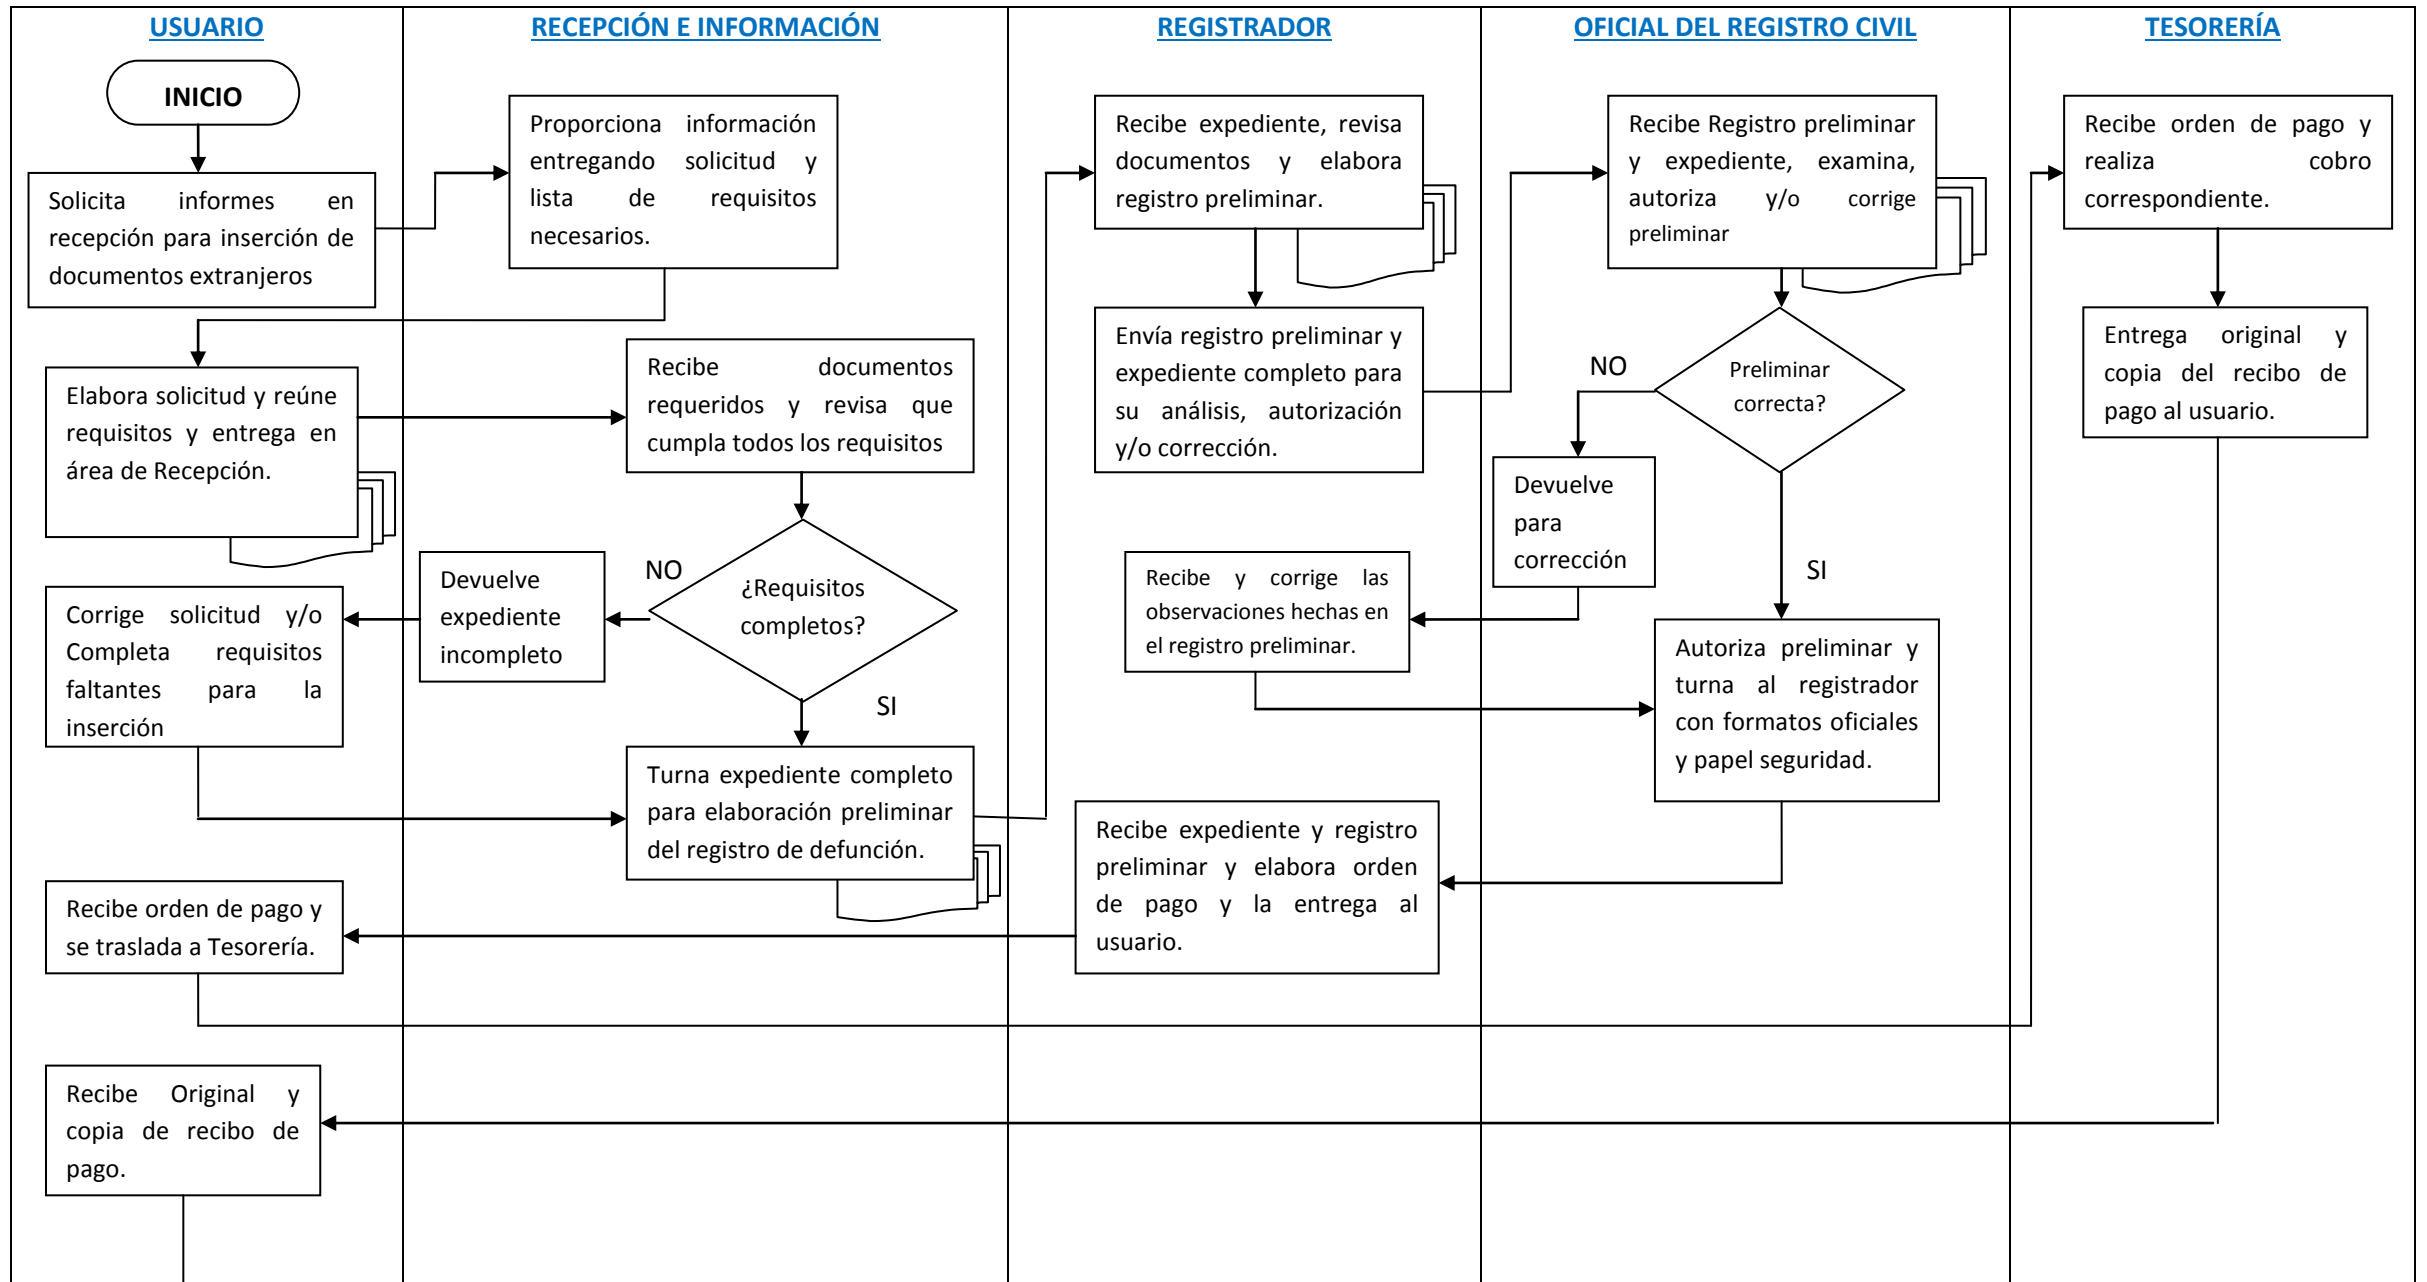 USUARIO
RECEPCIÓN E INFORMACIÓN
REGISTRADOR
OFICIAL DEL REGISTRO CIVIL
TESORERÍA
INICIO
Solicita informes en
recepción para inserción de
documentos extranjeros
Proporciona información
entregando solicitud y
lista de requisitos
necesarios.
Elabora solicitud y reúne
requisitos y entrega en
área de Recepción.
Recibe documentos
requeridos y revisa que
cumpla todos los requisitos
¿Requisitos
completos?
NO
SI
Devuelve
expediente
incompleto
Corrige solicitud y/o
Completa requisitos
faltantes para la
inserción
Turna expediente completo
para elaboración preliminar
del registro de defunción.
Recibe expediente, revisa
documentos y elabora
registro preliminar.
Envía registro preliminar y
expediente completo para
su análisis, autorización
y/o corrección.
Recibe Registro preliminar
y expediente, examina,
autoriza y/o corrige
preliminar
Preliminar
correcta?
NO
SI
Devuelve
para
corrección
Recibe y corrige las
observaciones hechas en
el registro preliminar.
Autoriza preliminar y
turna al registrador
con formatos oficiales
y papel seguridad.
Recibe expediente y registro
preliminar y elabora orden
de pago y la entrega al
usuario.
Recibe orden de pago y
se traslada a Tesorería.
Recibe orden de pago y
realiza cobro
correspondiente.
Entrega original y
copia del recibo de
pago al usuario.
Recibe Original y
copia de recibo de
pago.